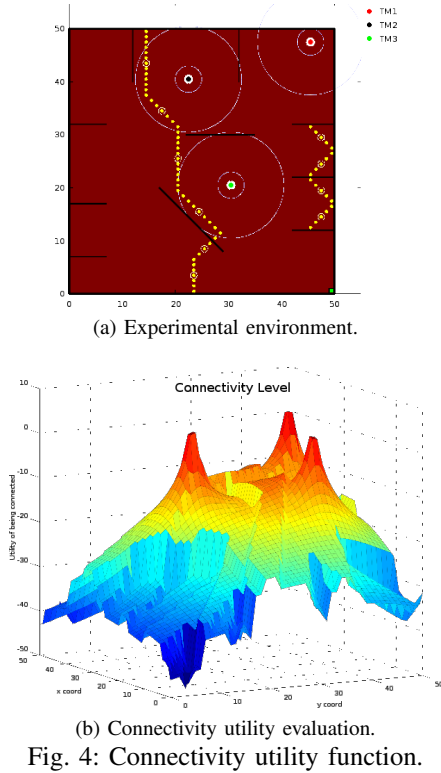 TM1
TM2
TM3
50
40
30
20
10
0
0 10 20 30 40 50
(a) Experimental environment.
Connectivity Level
10
0
-10
-20
-30
-40
-50
Utility of being connected
50 40 30 20 10 0
x coord
0 10 20 30 40 50
y coord
(b) Connectivity utility evaluation.
Fig. 4: Connectivity utility function.